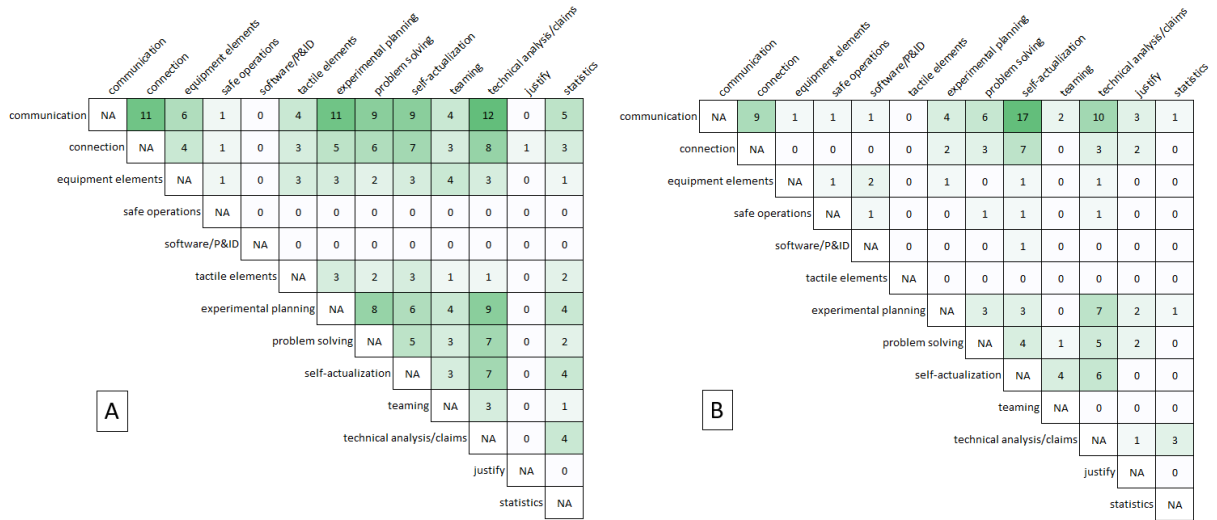 communication connection equipment elements safe operations software/P&ID tactile elements experimental planning problem solving self-actualization teaming technical analysis/claims justify statistics
communication NA 11 6 1 0 4 11 9 9 4 12 0 5
connection NA 4 1 0 3 5 6 7 3 8 1 3
equipment elements NA 1 0 3 3 2 3 4 3 0 1
safe operations NA 0 0 0 0 0 0 0 0 0
software/P&ID NA 0 0 0 0 0 0 0 0
tactile elements NA 3 2 3 1 1 0 2
experimental planning NA 8 6 4 9 0 4
problem solving NA 5 3 7 0 2
self-actualization NA 3 7 0 4
A
teaming NA 3 0 1
technical analysis/claims NA 0 4
justify NA 0
statistics NA
communication connection equipment elements safe operations software/P&ID tactile elements experimental planning problem solving self-actualization teaming technical analysis/claims justify statistics
communication NA 9 1 1 1 0 4 6 17 2 10 3 1
connection NA 0 0 0 0 2 3 7 0 3 2 0
equipment elements NA 1 2 0 1 0 1 0 1 0 0
safe operations NA 1 0 0 1 1 0 1 0 0
software/P&ID NA 0 0 0 1 0 0 0 0
tactile elements NA 0 0 0 0 0 0 0
experimental planning NA 3 3 0 7 2 1
problem solving NA 4 1 5 2 0
self-actualization NA 4 6 0 0
B
teaming NA 0 0 0
technical analysis/claims NA 1 3
justify NA 0
statistics NA